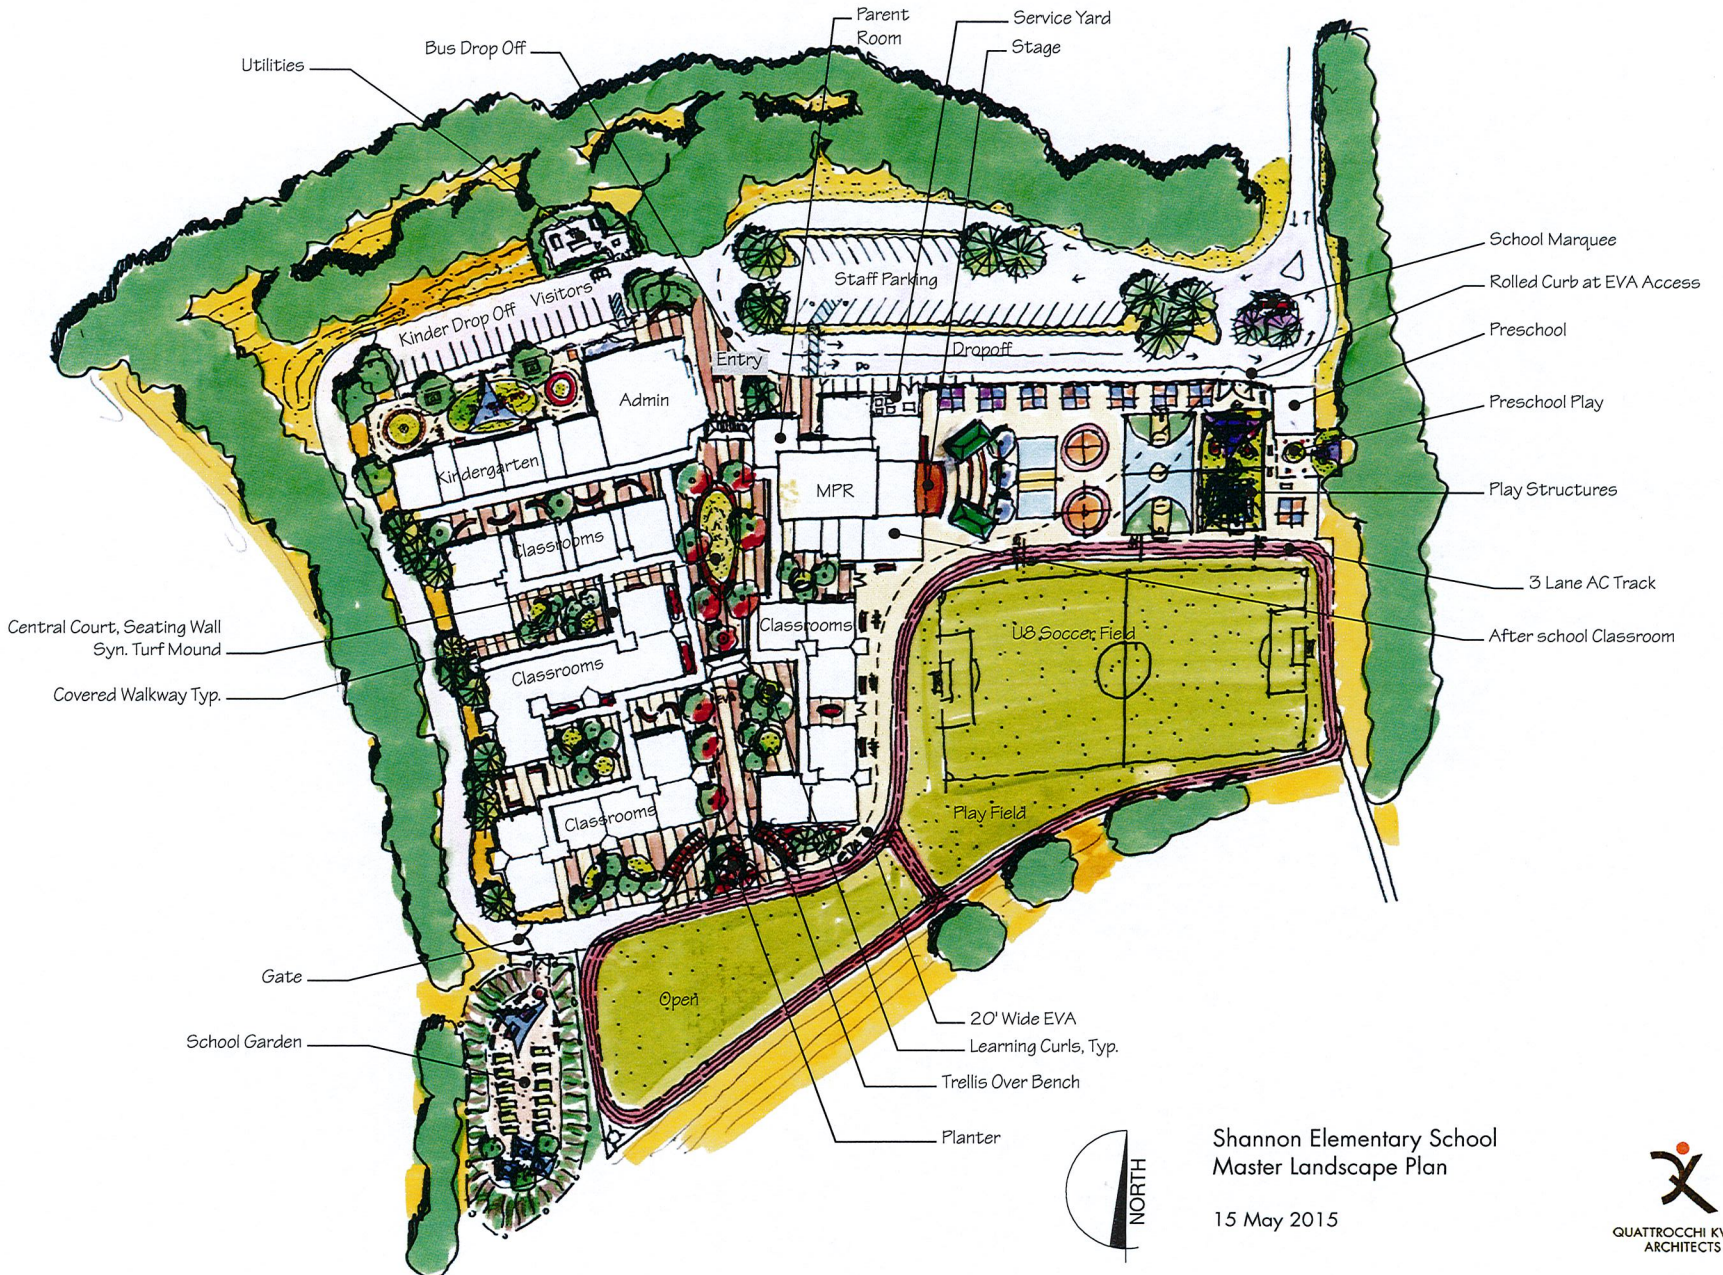 Parent
Room
Service Yard
Stage
Bus Drop Off
Utilities
School Marquee
Rolled Curb at EVA Access
Preschool
Preschool Play
Play Structures
3 Lane AC Track
After school Classroom
Staff Parking
Visitors
Kinder Drop Off
Entry
Dropoff
Admin
Kindergarten
MPR
Classrooms
Classrooms
U8 Soccer Field
Central Court, Seating Wall
Syn. Turf Mound
Covered Walkway Typ.
Classrooms
EVA
Classrooms
Play Field
EVA
Gate
School Garden
Open
20' Wide EVA
Learning Curls, Typ.
Trellis Over Bench
Planter
NORTH
Shannon Elementary School
Master Landscape Plan
15 May 2015
QUATTROCCHI
ARCHITECTS